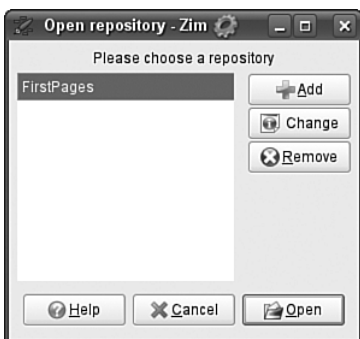 Open repository - Zim
Please choose a repository
FirstPages
Add
Change
Remove
Help
Cancel
Open